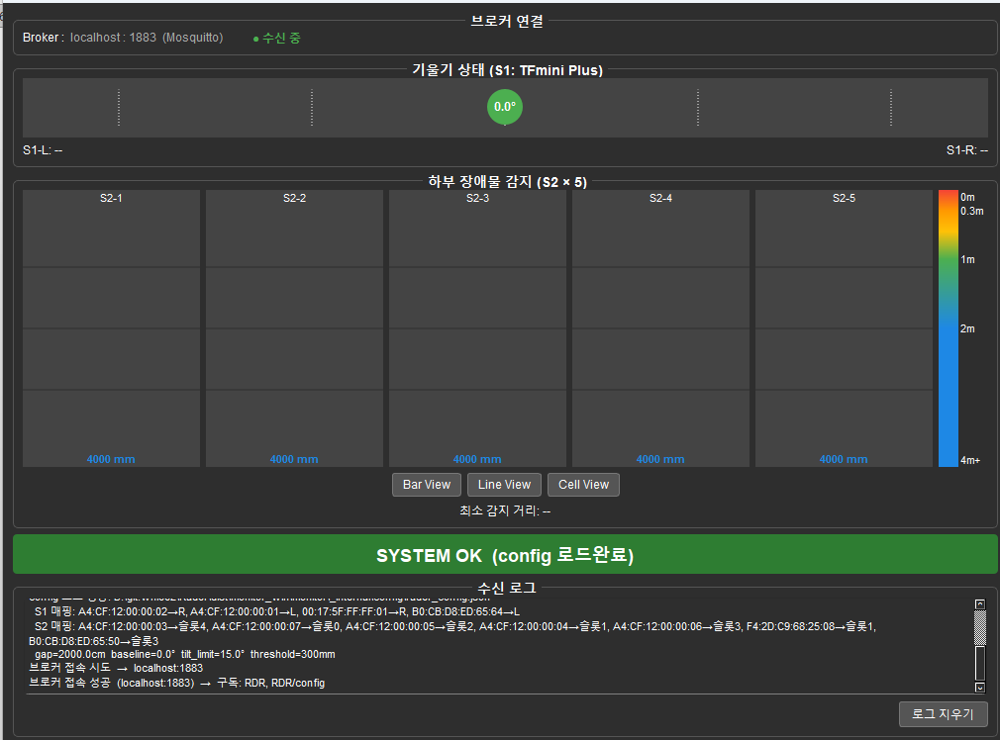 브로커 연결
Broker : localhost : 1883 (Mosquitto) ● 수신 중
기울기 상태 (S1: TFmini Plus)
0.0°
S1-L: -- S1-R: --
하부 장애물 감지 (S2 × 5)
S2-1 S2-2 S2-3 S2-4 S2-5
0m
0.3m
1m
2m
4000 mm 4000 mm 4000 mm 4000 mm 4000 mm 4m+
Bar View Line View Cell View
최소 감지 거리: --
SYSTEM OK (config 로드완료)
수신 로그
S1 매핑: A4:CF:12:00:00:02→R, A4:CF:12:00:00:01→L, 00:17:5F:FF:FF:01→R, B0:CB:D8:ED:65:64→L
S2 매핑: A4:CF:12:00:00:03→슬롯4, A4:CF:12:00:00:07→슬롯0, A4:CF:12:00:00:05→슬롯2, A4:CF:12:00:00:04→슬롯1, A4:CF:12:00:00:06→슬롯3, F4:2D:C9:68:25:08→슬롯1,
B0:CB:D8:ED:65:50→슬롯3
gap=2000.0cm baseline=0.0° tilt_limit=15.0° threshold=300mm
브로커 접속 시도 → localhost:1883
브로커 접속 성공 (localhost:1883) → 구독: RDR, RDR/config
로그 지우기